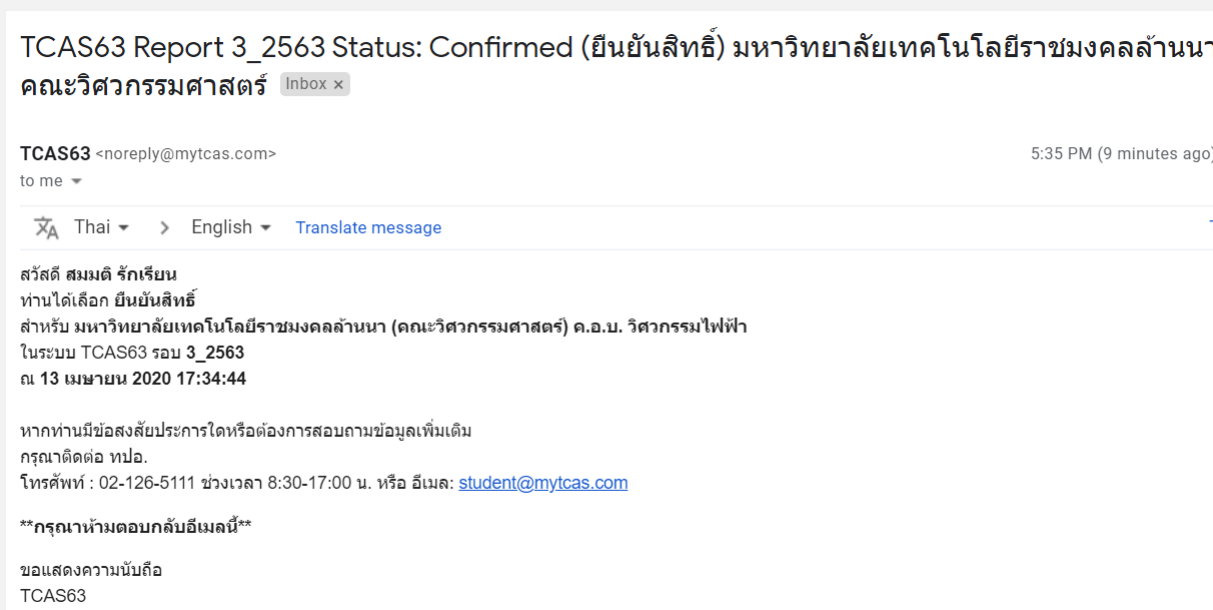 TCAS63 Report 3_2563 Status: Confirmed (ยืนยันสิทธิ์) มหาวิทยาลัยเทคโนโลยีราชมงคลล้านนา
คณะวิศวกรรมศาสตร์ Inbox ×
TCAS63 <noreply@mytcas.com> 5:35 PM (9 minutes ago)
to me
Thai > English Translate message
สวัสดี สมมติ รักเรียน
ท่านได้เลือก ยืนยันสิทธิ์
สำหรับ มหาวิทยาลัยเทคโนโลยีราชมงคลล้านนา (คณะวิศวกรรมศาสตร์) ค.อ.บ. วิศวกรรมไฟฟ้า
ในระบบ TCAS63 รอบ 3_2563
ณ 13 เมษายน 2020 17:34:44
หากท่านมีข้อสงสัยประการใดหรือต้องการสอบถามข้อมูลเพิ่มเติม
กรุณาติดต่อ ทปอ.
โทรศัพท์ : 02-126-5111 ช่วงเวลา 8:30-17:00 น. หรือ อีเมล: student@mytcas.com
**กรุณาห้ามตอบกลับอีเมลนี้**
ขอแสดงความนับถือ
TCAS63